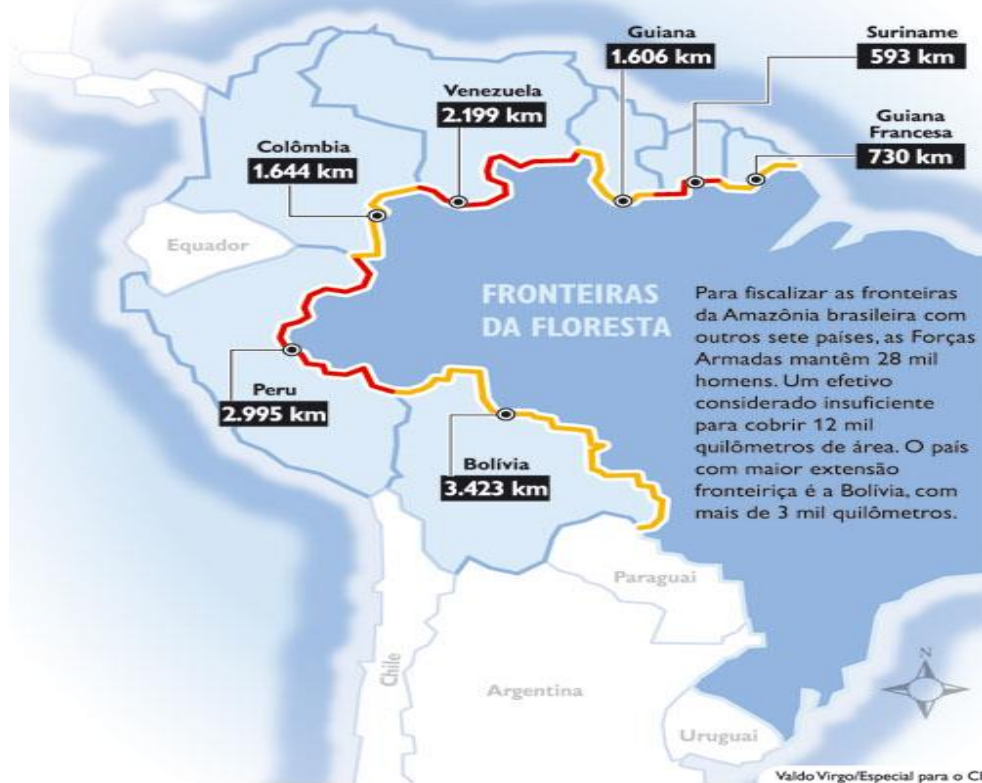 Guiana
1.606 km
Suriname
593 km
Venezuela
2.199 km
Guiana
Francesa
730 km
Colômbia
1.644 km
Equador
FRONTEIRAS
DA FLORESTA
Para fiscalizar as fronteiras
da Amazônia brasileira com
outros sete países, as Forças
Armadas mantêm 28 mil
homens. Um efetivo
considerado insuficiente
para cobrir 12 mil
quilômetros de área. O país
com maior extensão
fronteiriça é a Bolívia, com
mais de 3 mil quilômetros.
Peru
2.995 km
Bolívia
3.423 km
Paraguai
Chile
Argentina
N
Uruguai
Valdo Virgo/Especial para o